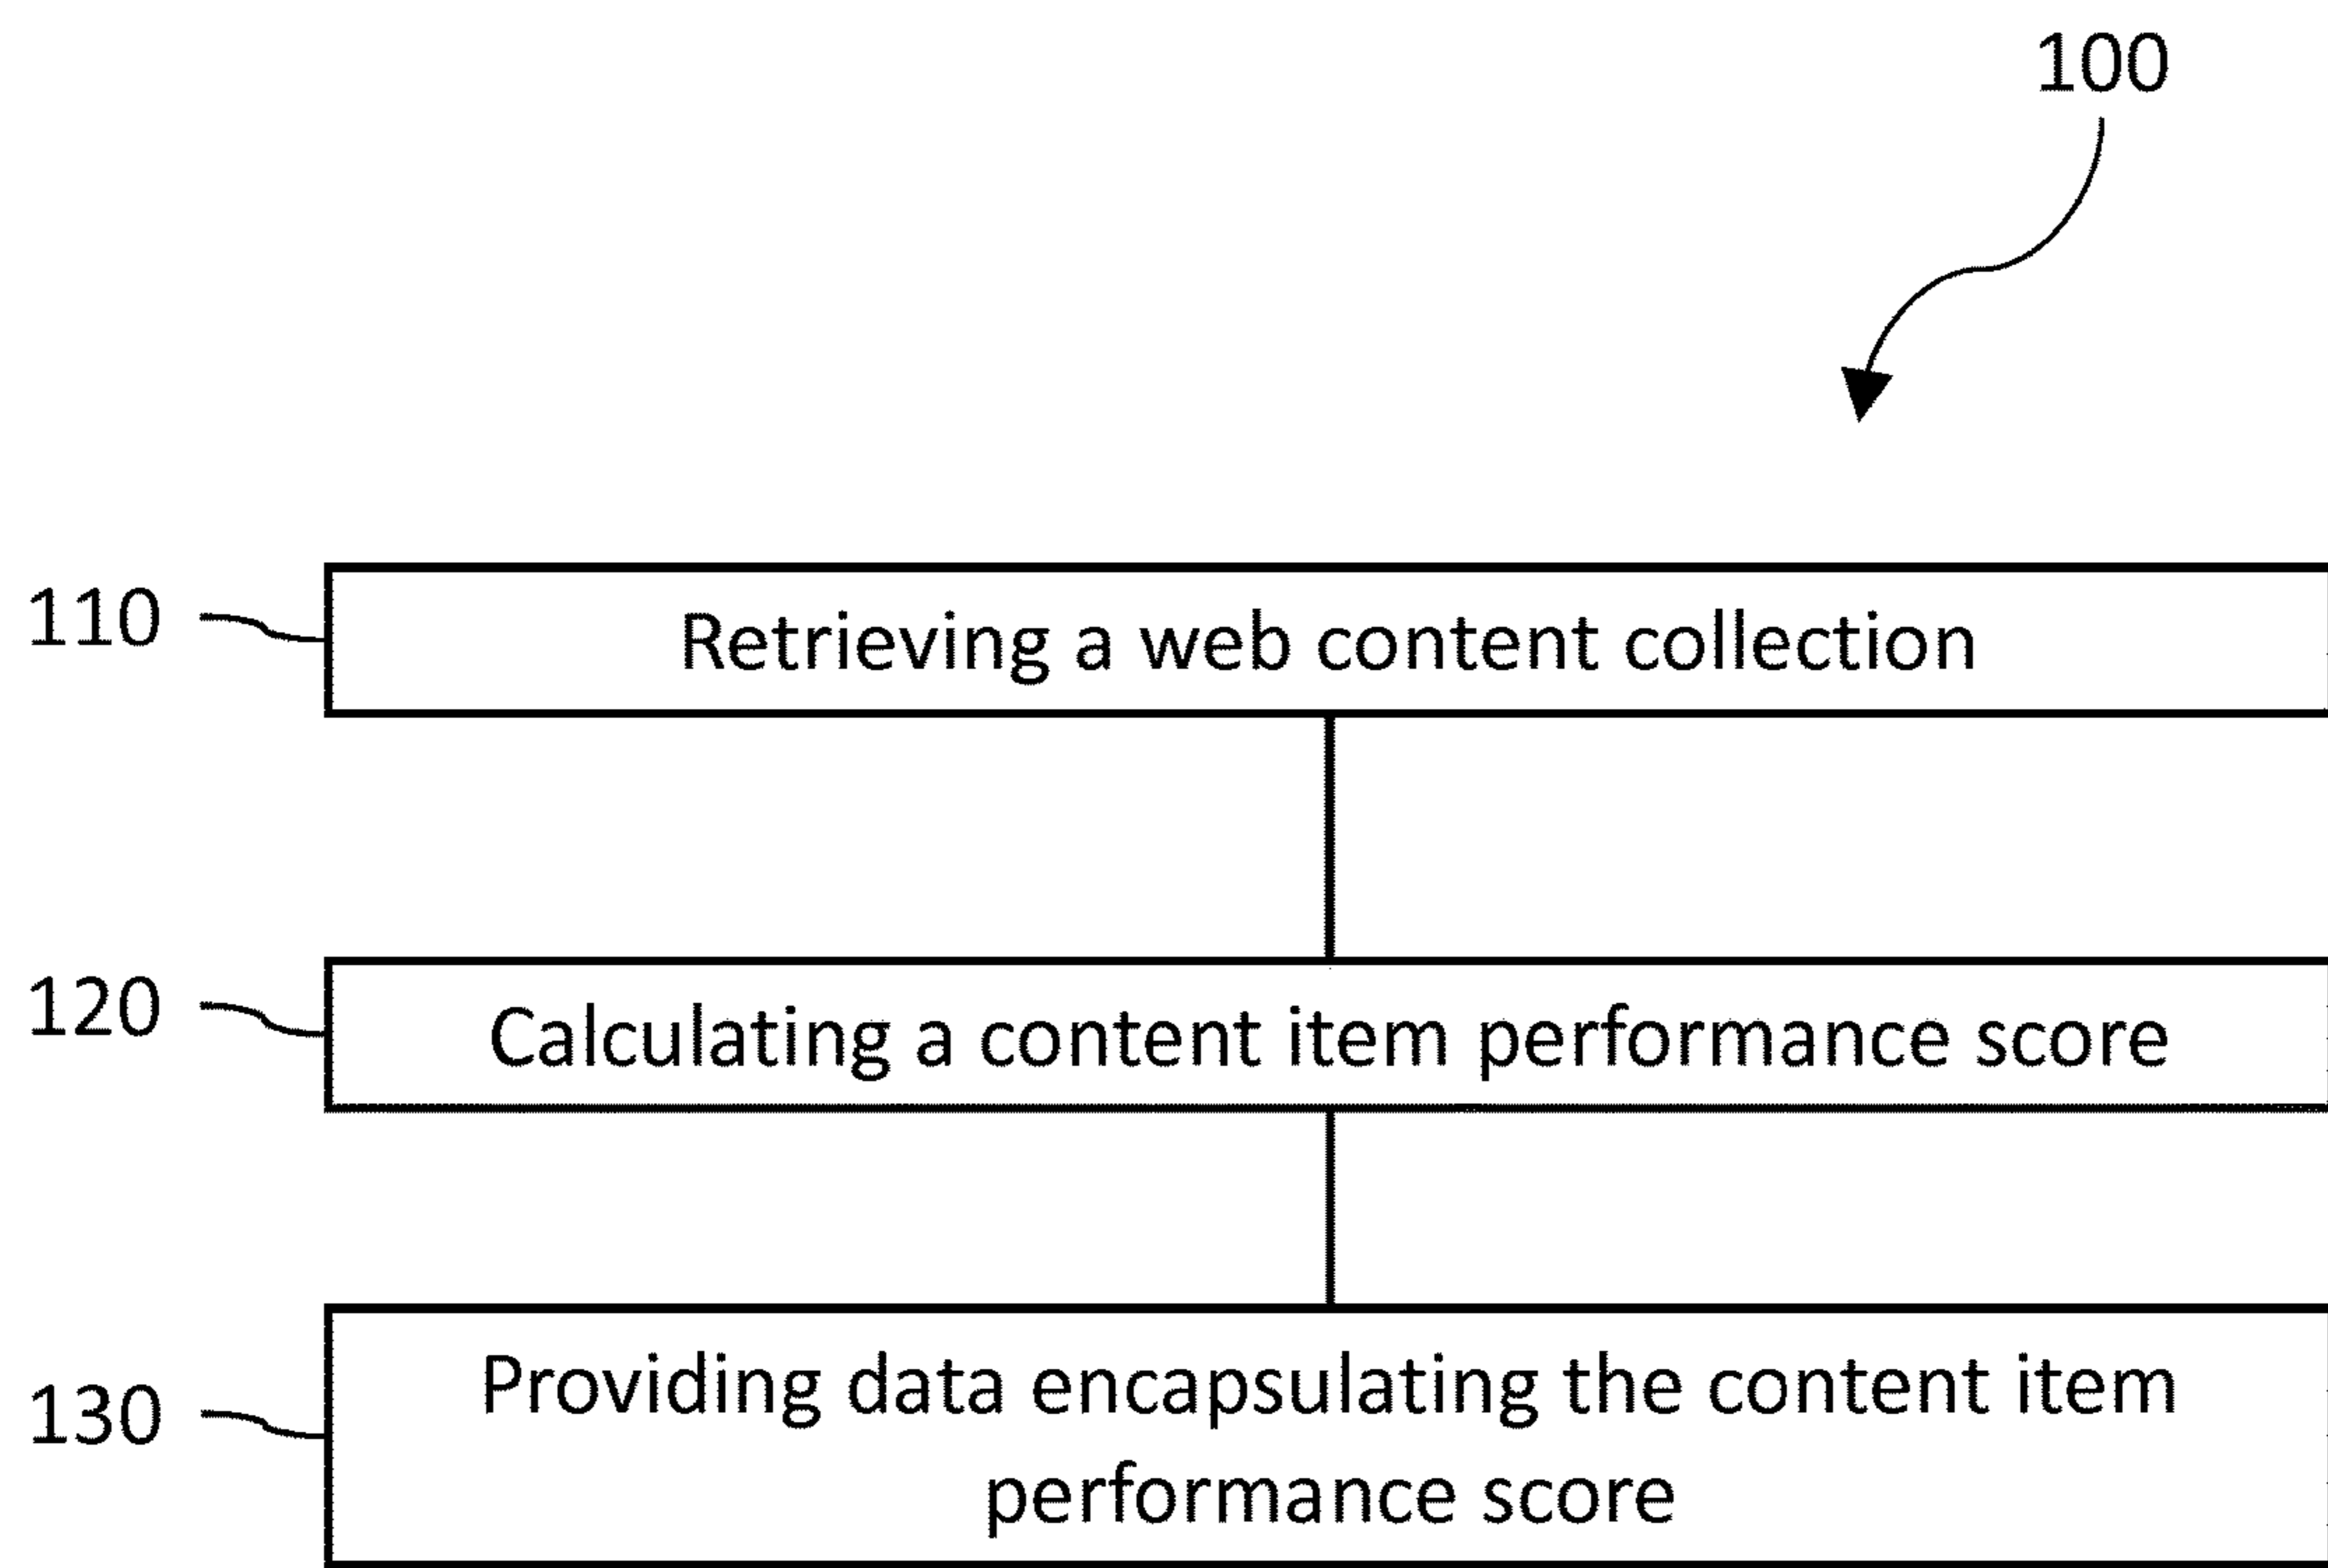 100
110
Retrieving a web content collection
120
Calculating a content item performance score
130
Providing data encapsulating the content item
performance score